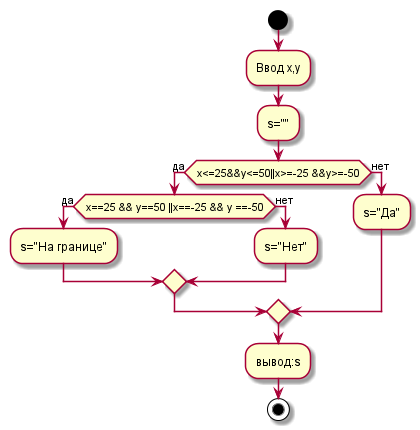 Ввод x,y
s=""
да
x<=25&&y<=50||x>=-25 &&y>=-50
нет
да
x==25 && y==50 ||x==-25 && y ==-50
нет
s="Да"
s="На границе"
s="Нет"
вывод:s